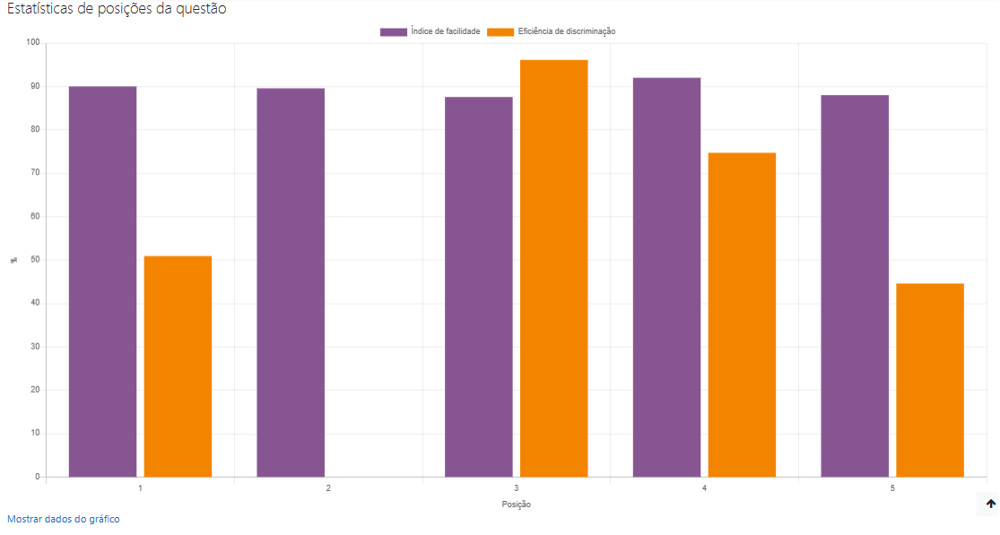 Estatísticas de posições da questão
Índice de facilidade Eficiência de discriminação
100
90
80
70
60
50
40
30
20
10
0
%
1 2 3 4 5
Posição
Mostrar dados do gráfico